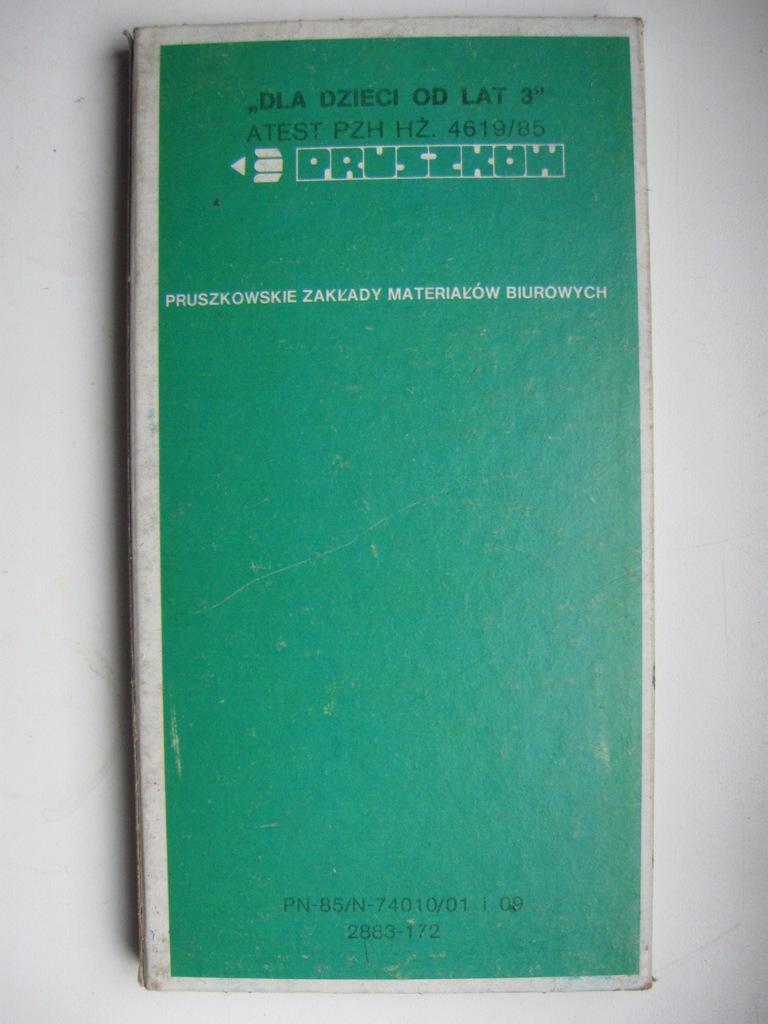 „DLA DZIECI OD LAT 3”
ATEST PZH HŻ. 4619/85
PRUSZKÓW
PRUSZKOWSKIE ZAKŁADY MATERIAŁÓW BIUROWYCH
PN-85/N-74010/01 i 09
2883-172